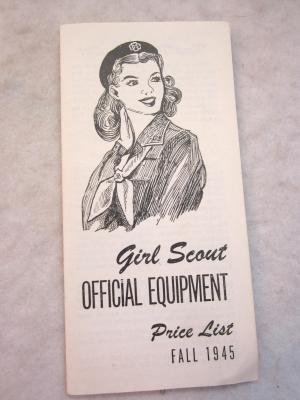 Girl Scout
OFFICIAL EQUIPMENT
Price List
FALL 1945